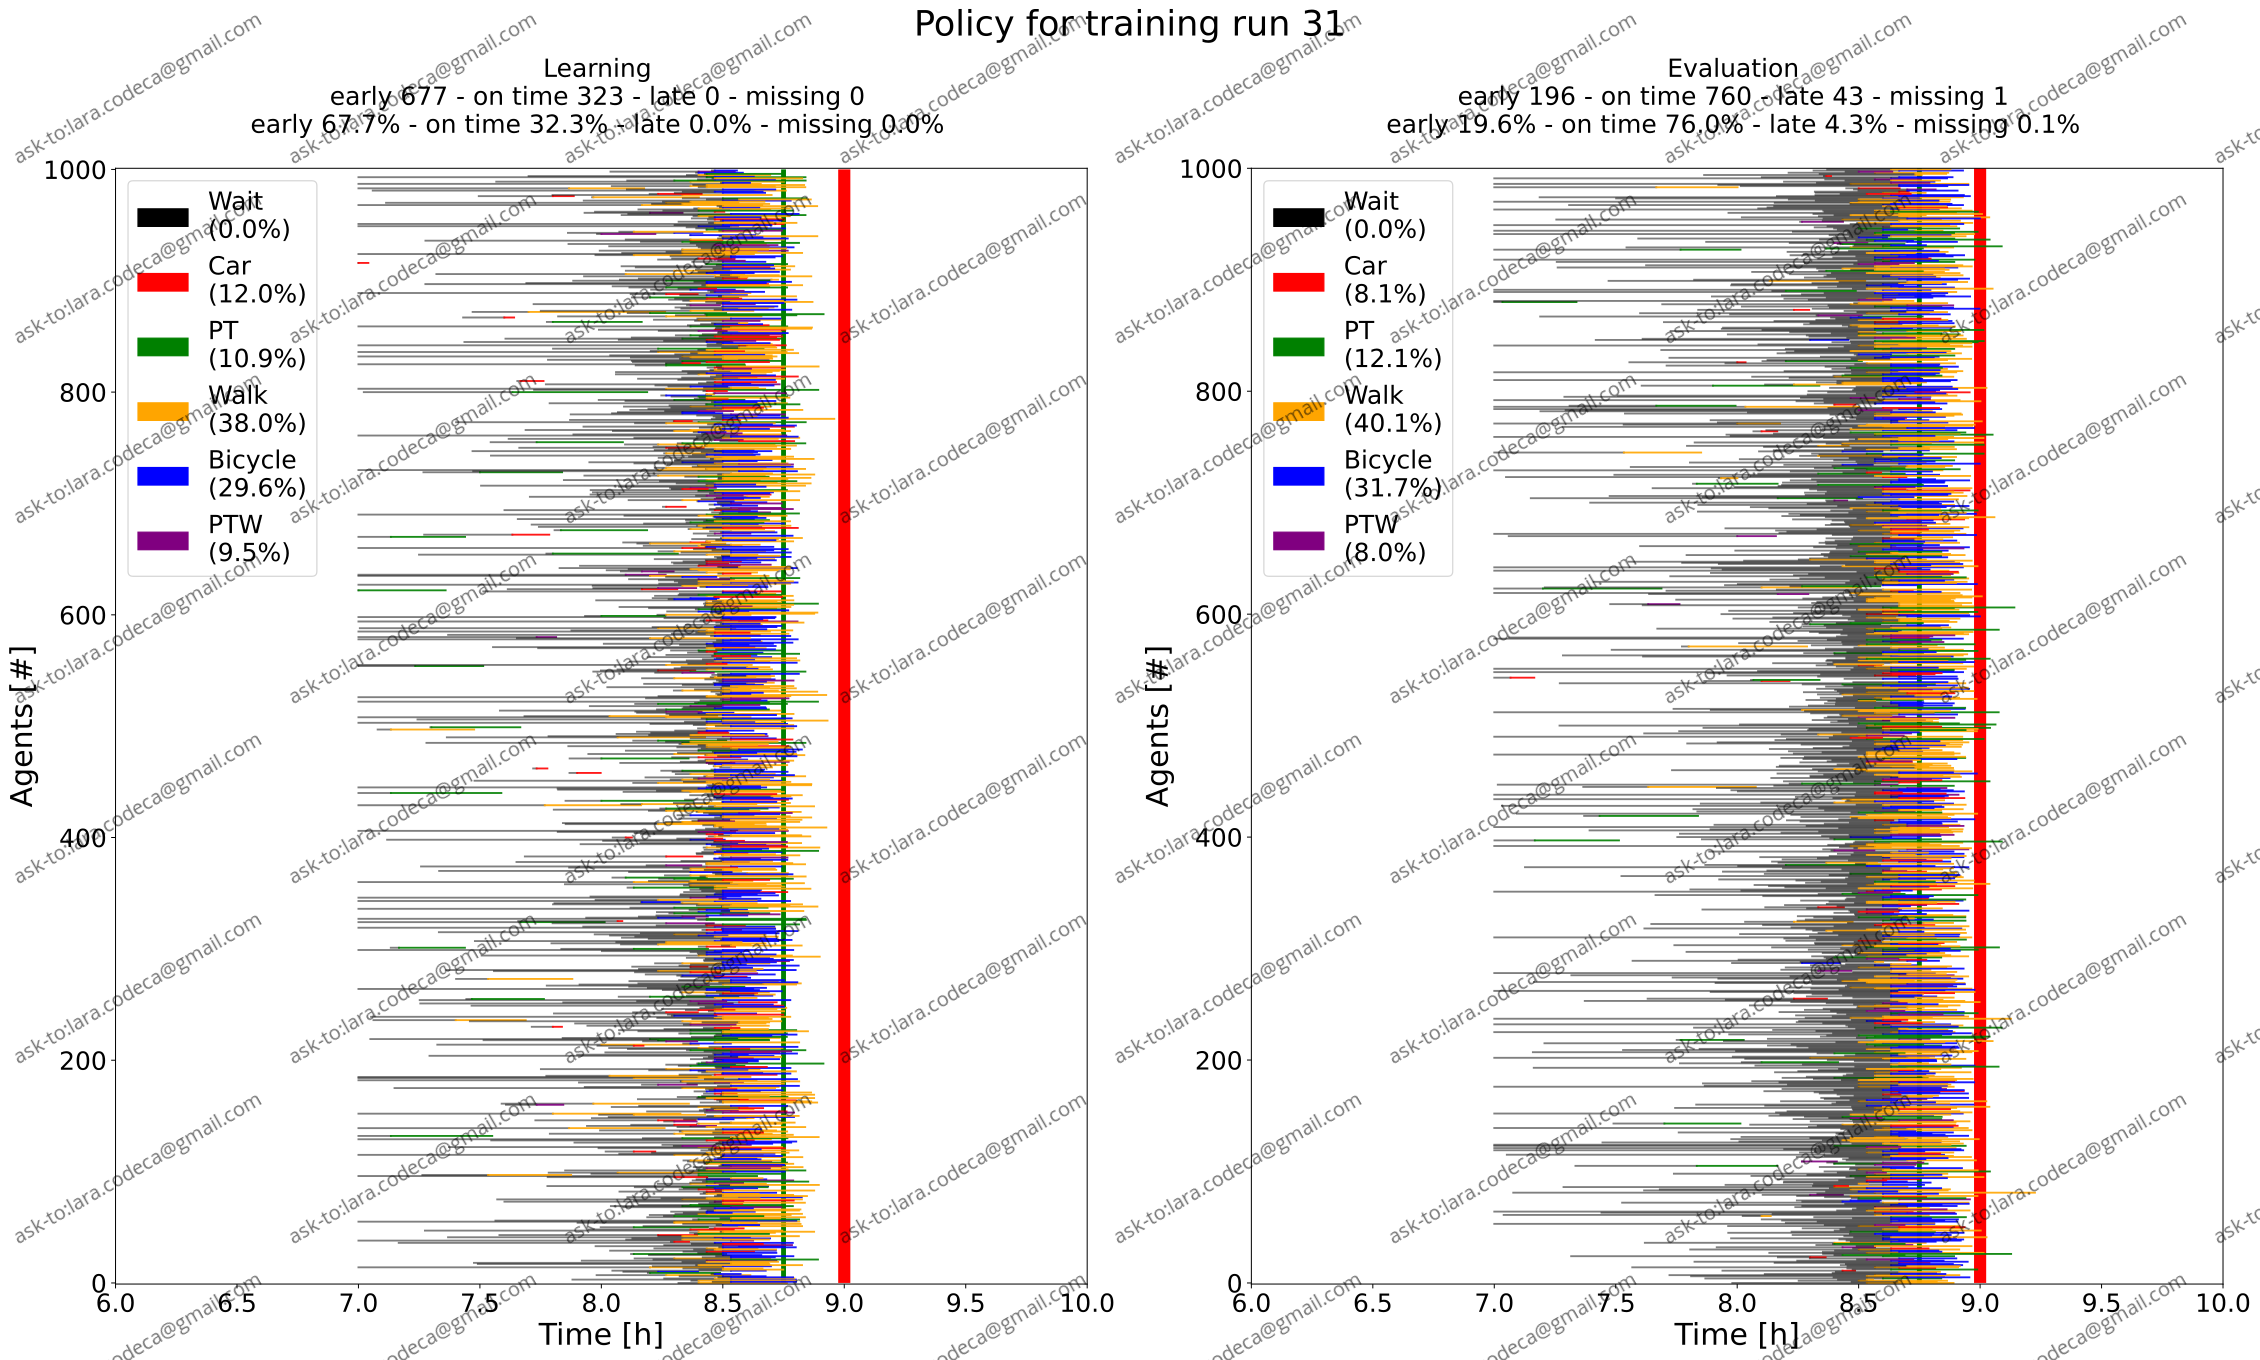 Policy for training run 31
Learning
early 677 - on time 323 - late 0 - missing 0
early 67.7% - on time 32.3% - late 0.0% - missing 0.0%
Evaluation
early 196 - on time 760 - late 43 - missing 1
early 19.6% - on time 76.0% - late 4.3% - missing 0.1%
1000
800
600
400
200
0
Agents [#]
Wait
(0.0%)
Car
(12.0%)
PT
(10.9%)
Walk
(38.0%)
Bicycle
(29.6%)
PTW
(9.5%)
6.0 6.5 7.0 7.5 8.0 8.5 9.0 9.5 10.0
Time [h]
1000
800
600
400
200
0
Agents [#]
Wait
(0.0%)
Car
(8.1%)
PT
(12.1%)
Walk
(40.1%)
Bicycle
(31.7%)
PTW
(8.0%)
6.0 6.5 7.0 7.5 8.0 8.5 9.0 9.5 10.0
Time [h]
ask-to:lara.codeca@gmail.com